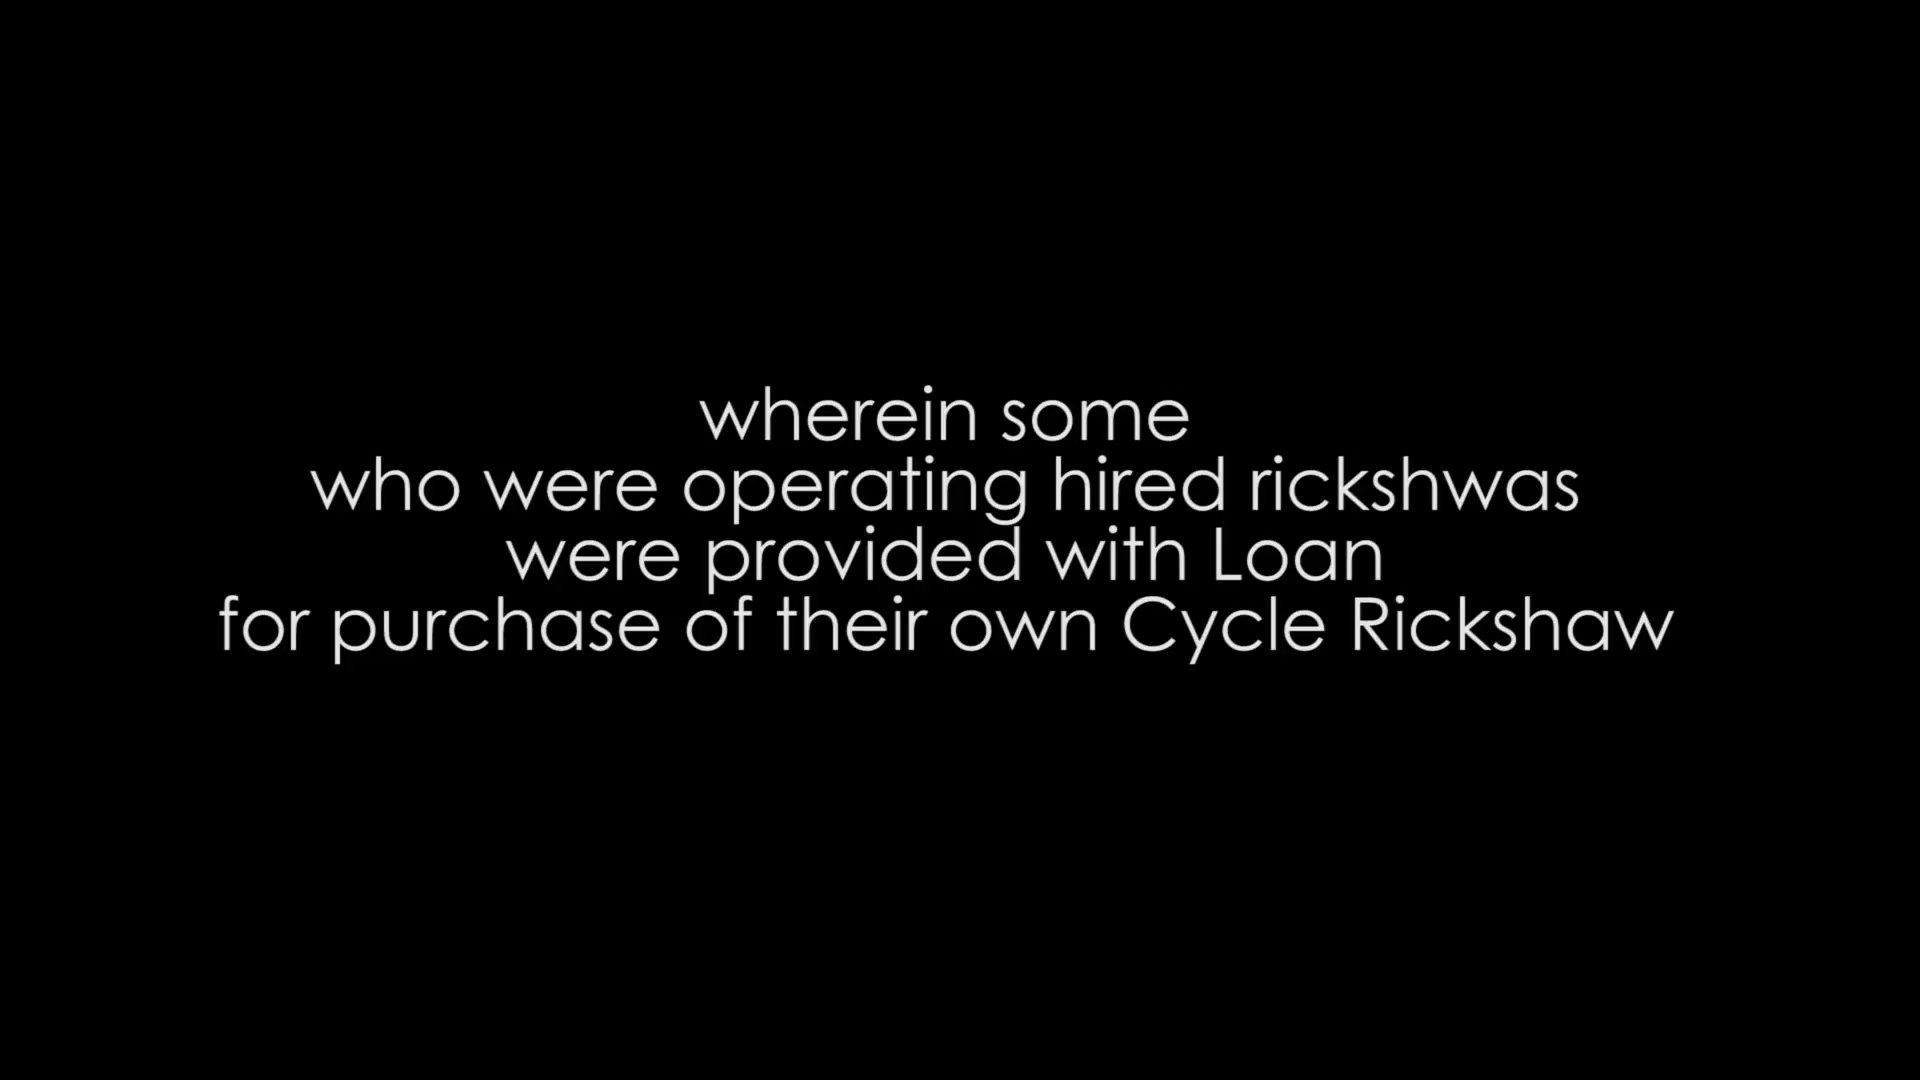 wherein some
who were operating hired rickshwas
were provided with Loan
for purchase of their own Cycle Rickshaw